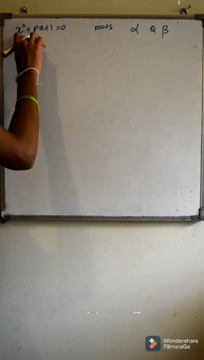 x² + px + 1 = 0 roots α & β
Wondershare
FilmoraGo